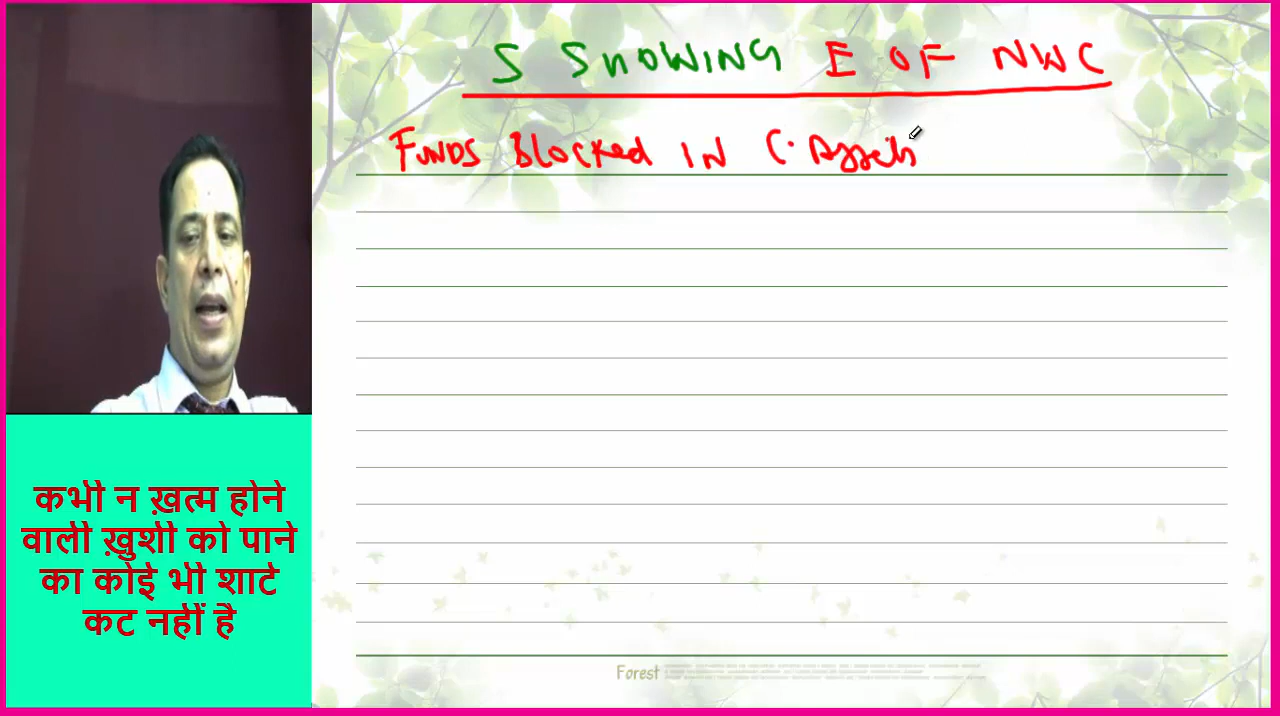 S SHOWING E OF NWC
FUNDS Blocked IN C. Assets
कभी न ख़त्म होने
वाली ख़ुशी को पाने
का कोई भी शार्ट
कट नहीं है
Forest